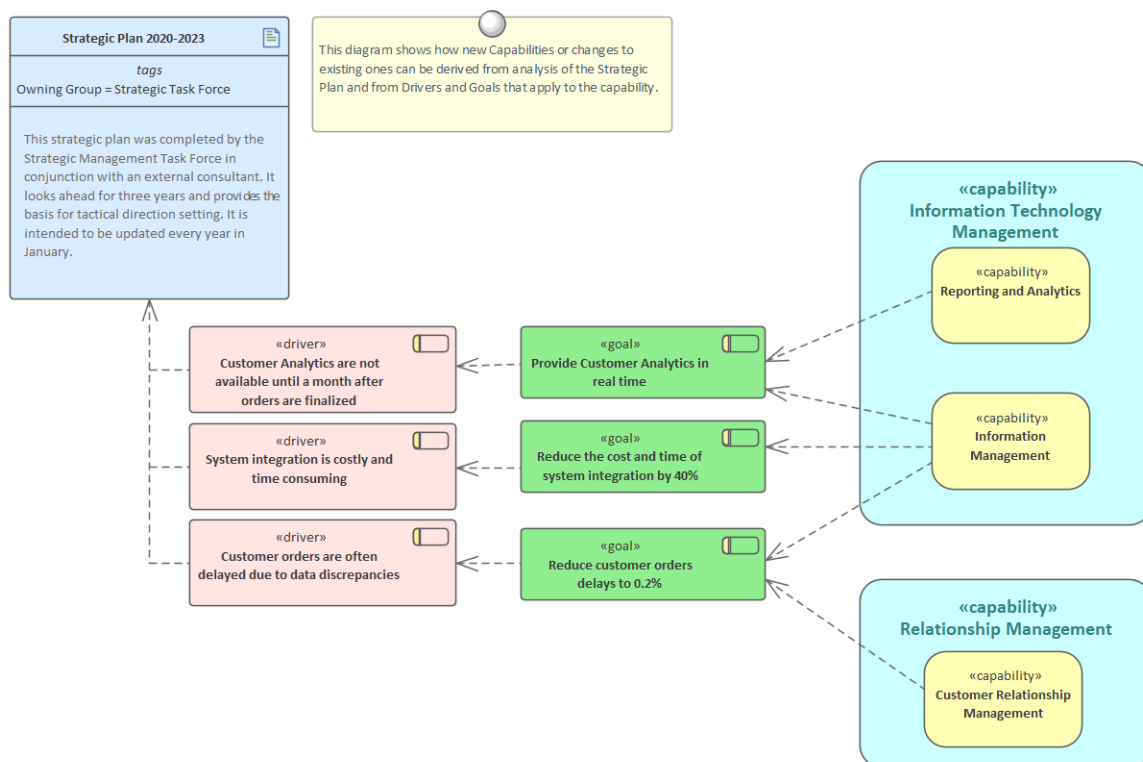 Strategic Plan 2020-2023
tags
Owning Group = Strategic Task Force
This strategic plan was completed by the
Strategic Management Task Force in
conjunction with an external consultant. It
looks ahead for three years and provides the
basis for tactical direction setting. It is
intended to be updated every year in
January.
This diagram shows how new Capabilities or changes to
existing ones can be derived from analysis of the Strategic
Plan and from Drivers and Goals that apply to the capability.
«driver»
Customer Analytics are not
available until a month after
orders are finalized
«goal»
Provide Customer Analytics in
real time
«driver»
System integration is costly and
time consuming
«goal»
Reduce the cost and time of
system integration by 40%
«driver»
Customer orders are often
delayed due to data discrepancies
«goal»
Reduce customer orders
delays to 0.2%
«capability»
Information Technology
Management
«capability»
Reporting and Analytics
«capability»
Information
Management
«capability»
Relationship Management
«capability»
Customer Relationship
Management